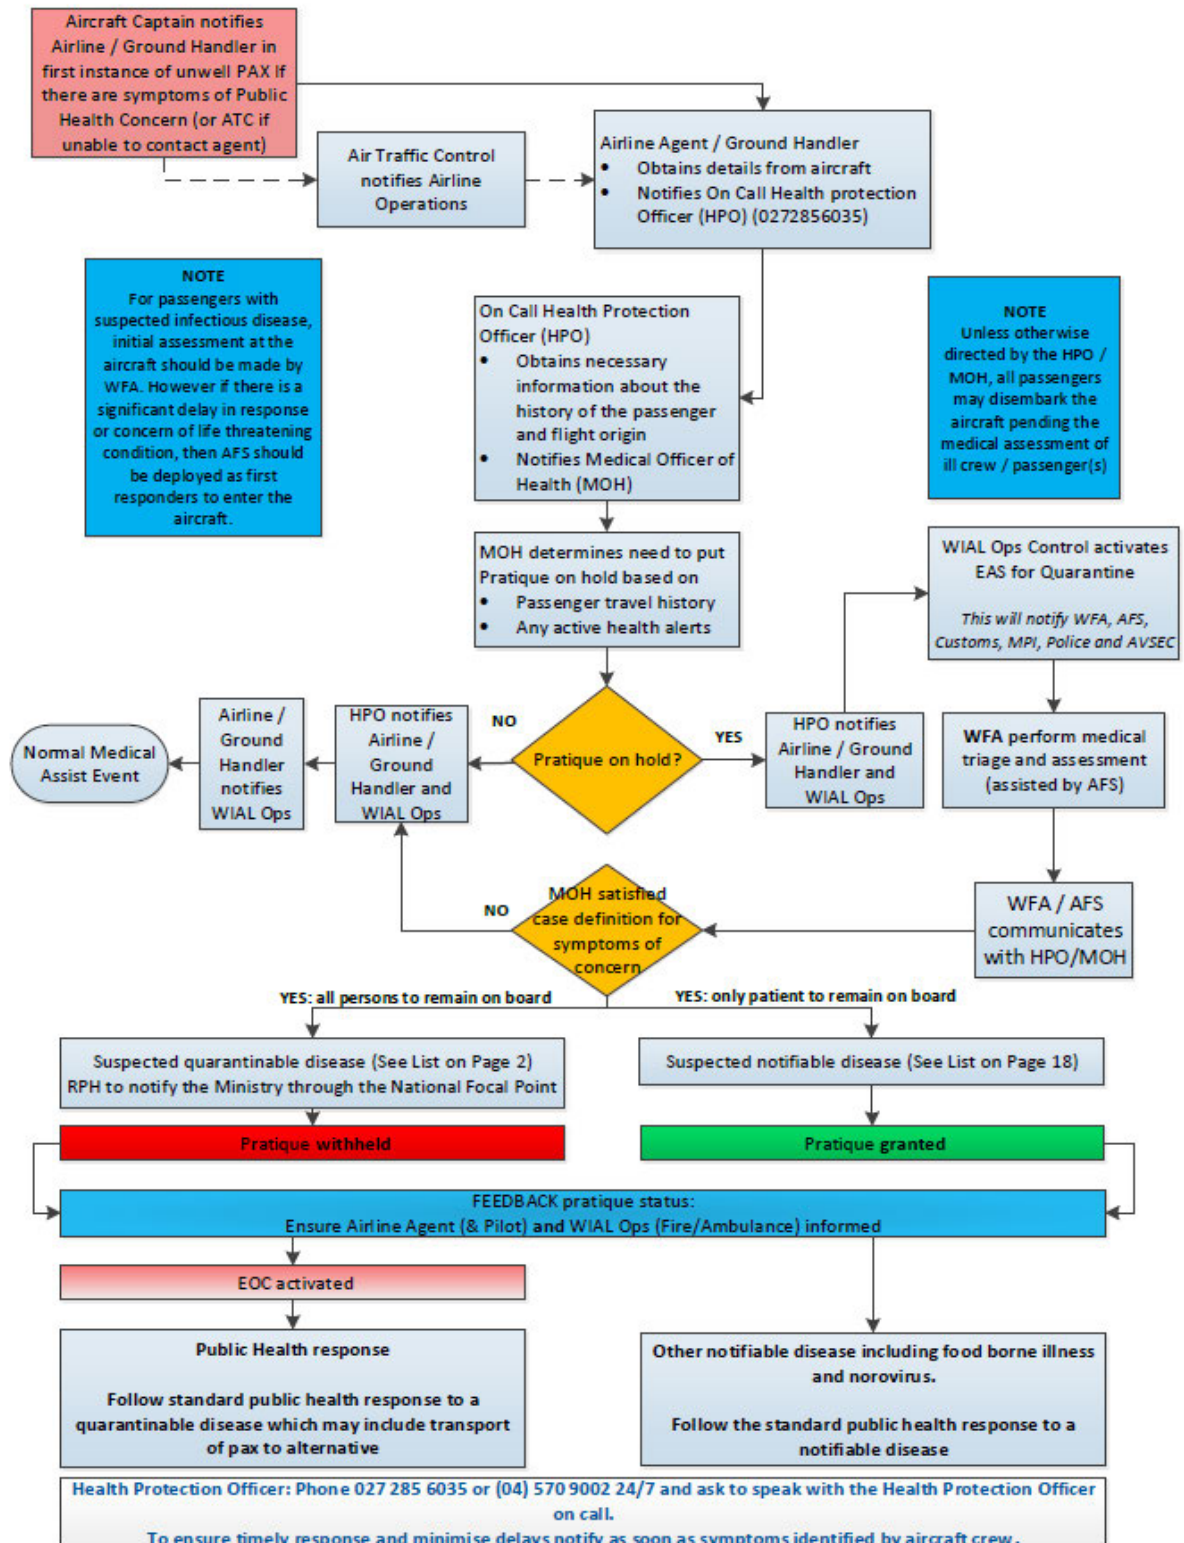 Aircraft Captain notifies
Airline / Ground Handler in
first instance of unwell PAX If
there are symptoms of Public
Health Concern (or ATC if
unable to contact agent)
Air Traffic Control
notifies Airline
Operations
Airline Agent / Ground Handler
• Obtains details from aircraft
• Notifies On Call Health protection
Officer (HPO) (0272856035)
NOTE
For passengers with
suspected infectious disease,
initial assessment at the
aircraft should be made by
WFA. However if there is a
significant delay in response
or concern of life threatening
condition, then AFS should
be deployed as first
responders to enter the
aircraft.
On Call Health Protection
Officer (HPO)
• Obtains necessary
information about the
history of the passenger
and flight origin
• Notifies Medical Officer of
Health (MOH)
NOTE
Unless otherwise
directed by the HPO /
MOH, all passengers
may disembark the
aircraft pending the
medical assessment of
ill crew / passenger(s)
MOH determines need to put
Pratique on hold based on
• Passenger travel history
• Any active health alerts
WIAL Ops Control activates
EAS for Quarantine
This will notify WFA, AFS,
Customs, MPI, Police and AVSEC
Normal Medical
Assist Event
Airline /
Ground
Handler
notifies
WIAL Ops
HPO notifies
Airline /
Ground
Handler and
WIAL Ops
NO
Pratique on hold?
YES
HPO notifies
Airline / Ground
Handler and
WIAL Ops
WFA perform medical
triage and assessment
(assisted by AFS)
NO
MOH satisfied
case definition for
symptoms of
concern
WFA / AFS
communicates
with HPO/MOH
YES: all persons to remain on board
YES: only patient to remain on board
Suspected quarantinable disease (See List on Page 2)
RPH to notify the Ministry through the National Focal Point
Suspected notifiable disease (See List on Page 18)
Pratique withheld
Pratique granted
FEEDBACK pratique status:
Ensure Airline Agent (& Pilot) and WIAL Ops (Fire/Ambulance) informed
EOC activated
Public Health response
Follow standard public health response to a
quarantinable disease which may include transport
of pax to alternative
Other notifiable disease including food borne illness
and norovirus.
Follow the standard public health response to a
notifiable disease
Health Protection Officer: Phone 027 285 6035 or (04) 570 9002 24/7 and ask to speak with the Health Protection Officer
on call.
To ensure timely response and minimise delays notify as soon as symptoms identified by aircraft crew.